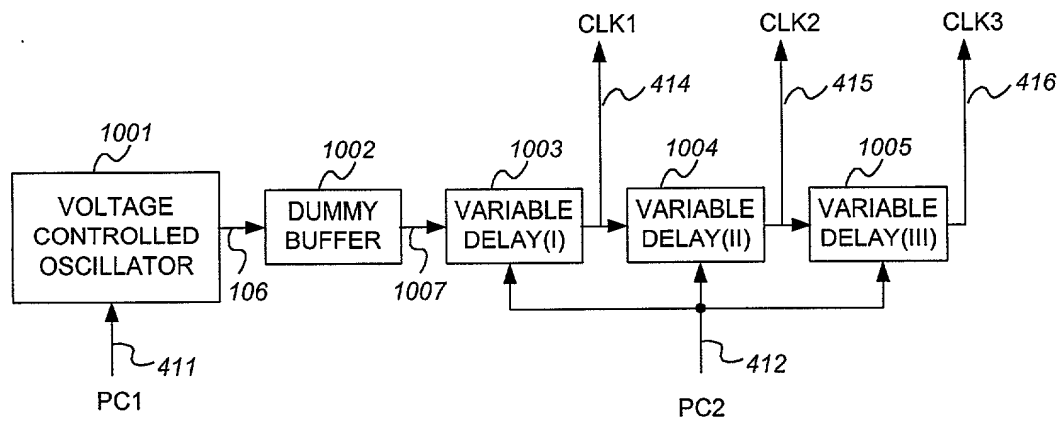 CLK1
CLK2
CLK3
414
415
416
1001
1002
1003
1004
1005
VOLTAGE
CONTROLLED
OSCILLATOR
DUMMY
BUFFER
VARIABLE
DELAY(I)
VARIABLE
DELAY(II)
VARIABLE
DELAY(III)
106
1007
411
412
PC1
PC2